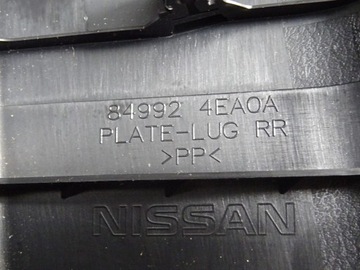 84992 4EA0A
PLATE-LUG RR
>PP<
NISSAN